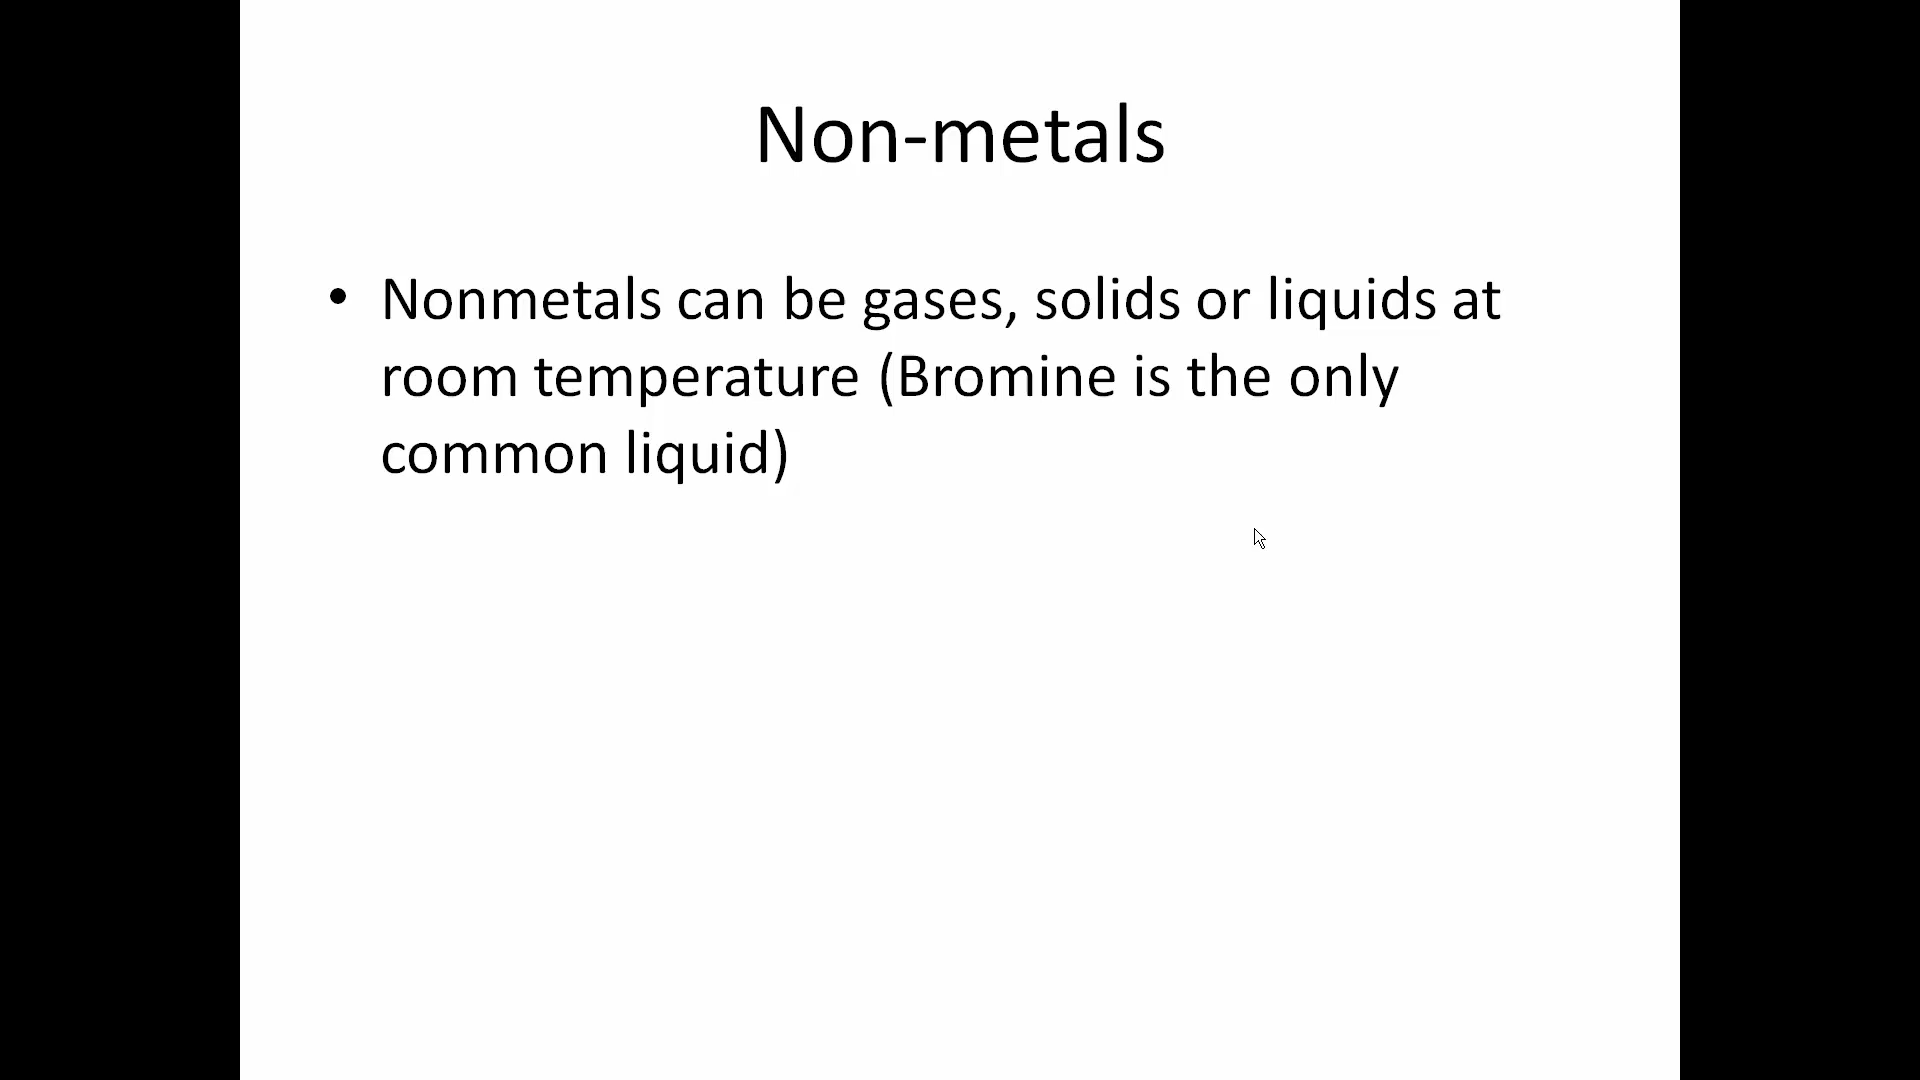 Non-metals
• Nonmetals can be gases, solids or liquids at
room temperature (Bromine is the only
common liquid)